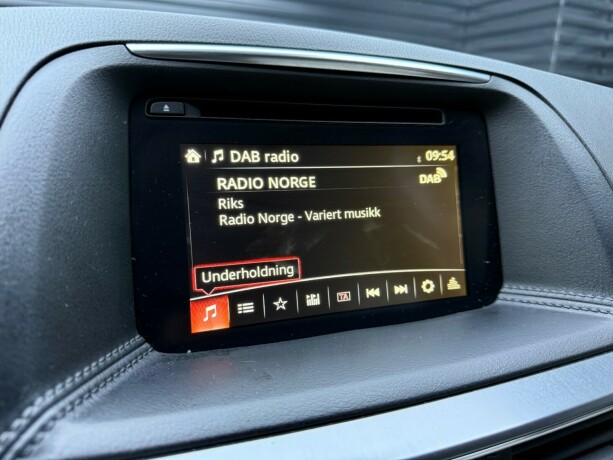 DAB radio
09:54
RADIO NORGE
DAB
Riks
Radio Norge - Variert musikk
Underholdning
TA